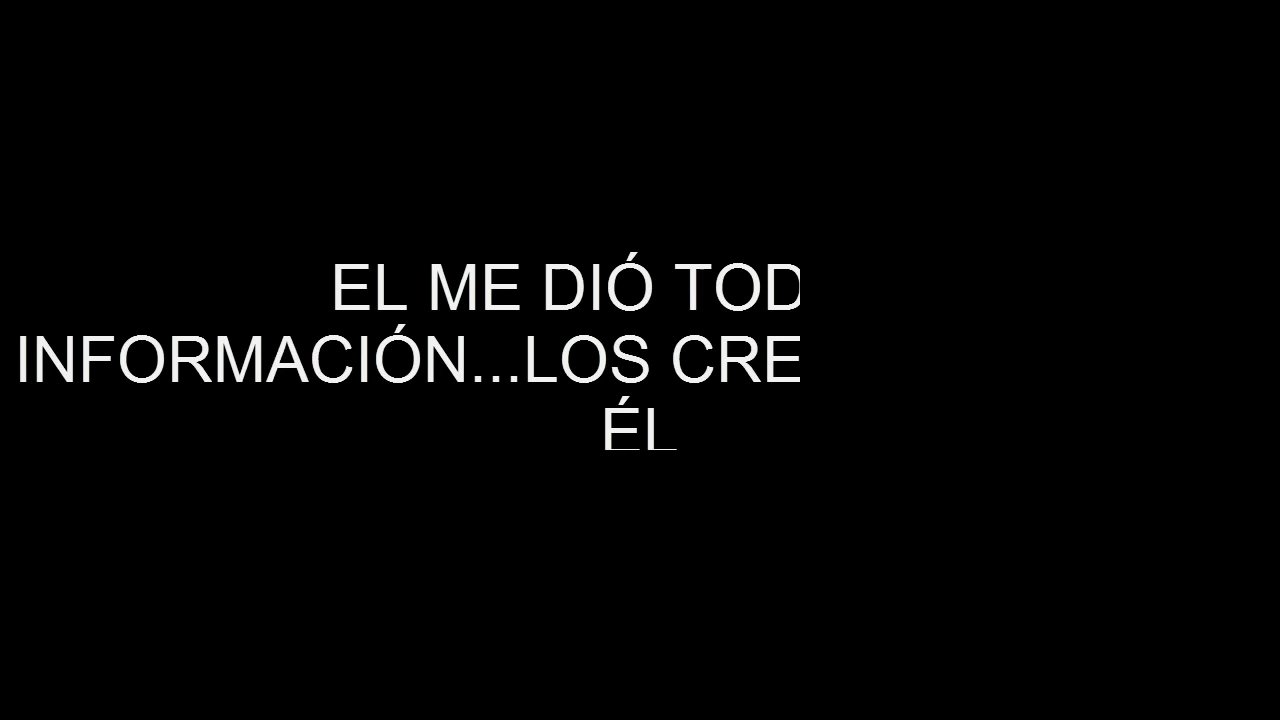 EL ME DIÓ TOD
INFORMACIÓN...LOS CRE
ÉL